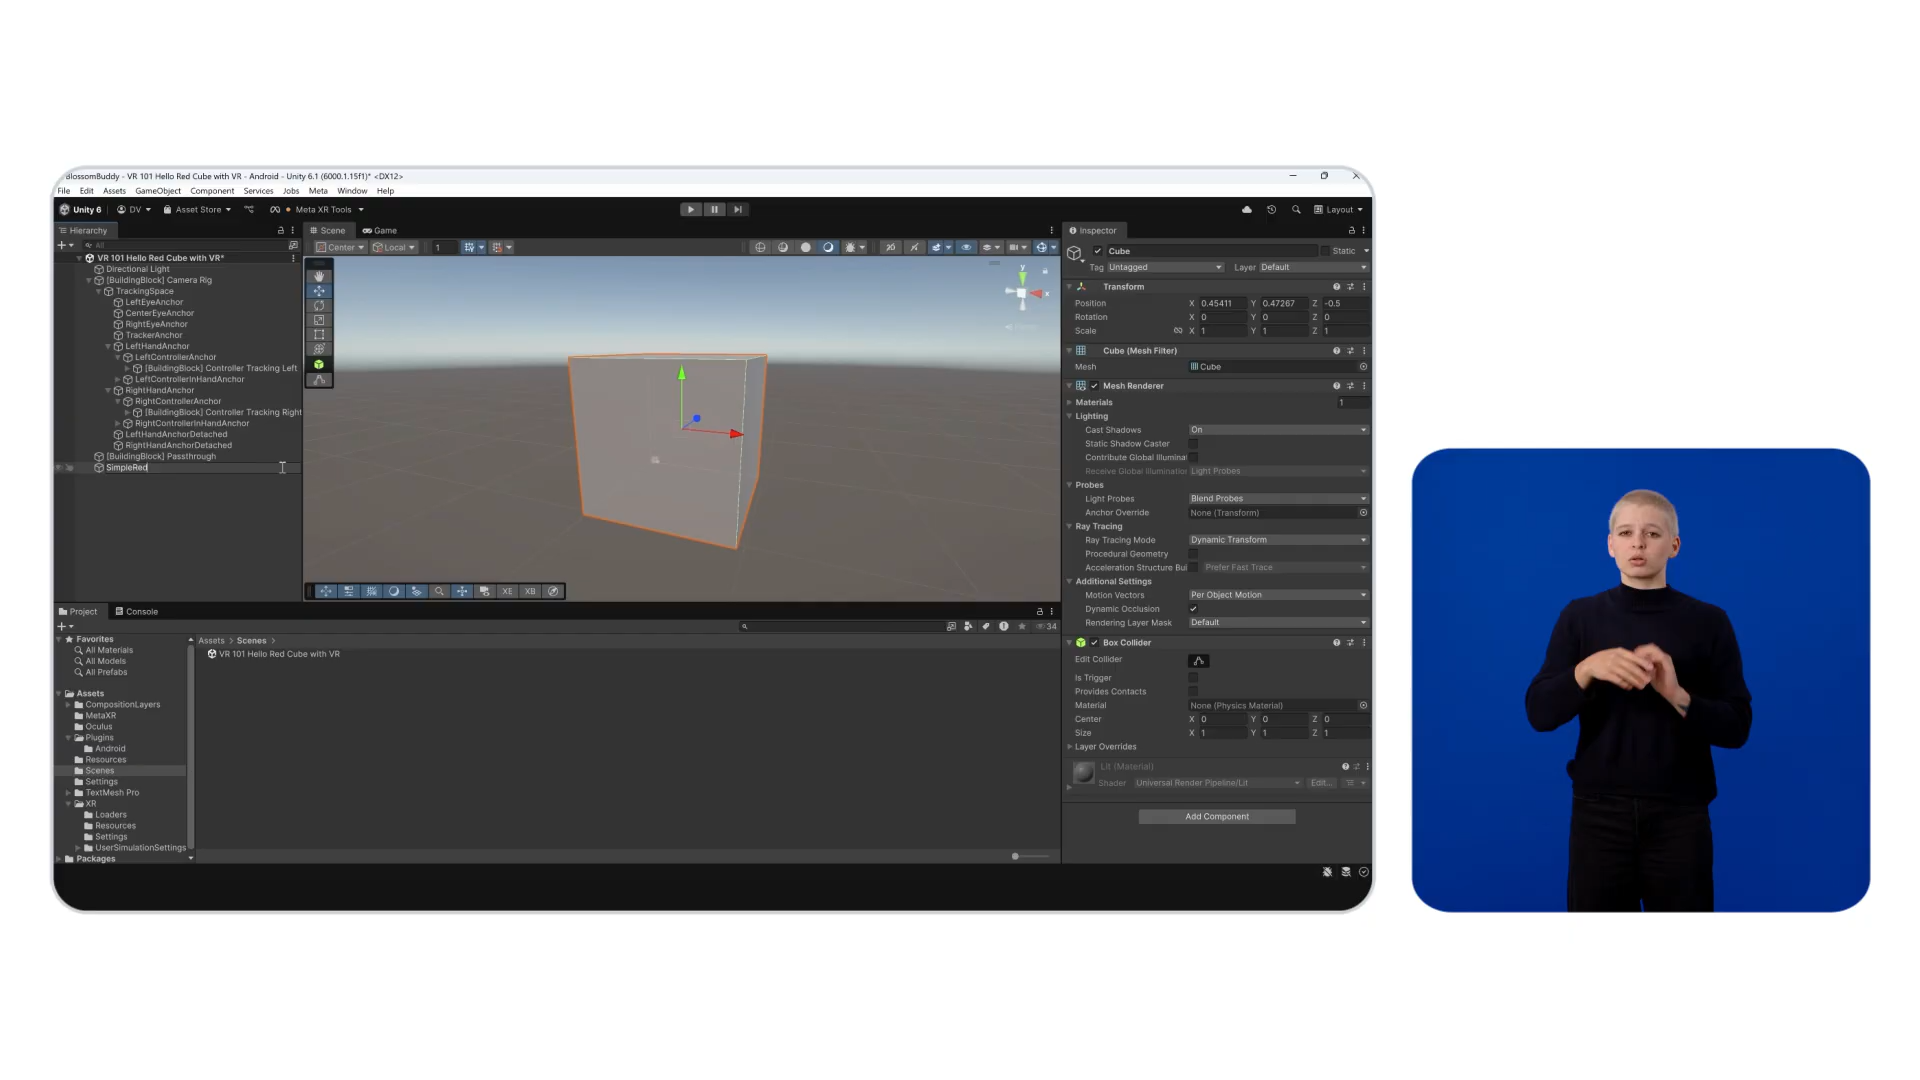 BlossomBuddy - VR 101 Hello Red Cube with VR - Android - Unity 6.1 (6000.1.15f1)* <DX12>
File Edit Assets GameObject Component Services Jobs Meta Window Help
Unity 6 DV Asset Store Meta XR Tools Layout
Hierarchy
All
VR 101 Hello Red Cube with VR*
Directional Light
[BuildingBlock] Camera Rig
TrackingSpace
LeftEyeAnchor
CenterEyeAnchor
RightEyeAnchor
TrackerAnchor
LeftHandAnchor
LeftControllerAnchor
[BuildingBlock] Controller Tracking Left
LeftControllerInHandAnchor
RightHandAnchor
RightControllerAnchor
[BuildingBlock] Controller Tracking Right
RightControllerInHandAnchor
LeftHandAnchorDetached
RightHandAnchorDetached
[BuildingBlock] Passthrough
SimpleRed
Scene Game
Center Local 1
2D
y
x
XE XB
Inspector
Cube Static
Tag Untagged Layer Default
Transform
Position X 0.45411 Y 0.47267 Z -0.5
Rotation X 0 Y 0 Z 0
Scale X 1 Y 1 Z 1
Cube (Mesh Filter)
Mesh Cube
Mesh Renderer
Materials 1
Lighting
Cast Shadows On
Static Shadow Caster
Contribute Global Illuminat
Receive Global Illumination Light Probes
Probes
Light Probes Blend Probes
Anchor Override None (Transform)
Ray Tracing
Ray Tracing Mode Dynamic Transform
Procedural Geometry
Acceleration Structure Bui Prefer Fast Trace
Additional Settings
Motion Vectors Per Object Motion
Dynamic Occlusion
Rendering Layer Mask Default
Box Collider
Edit Collider
Is Trigger
Provides Contacts
Material None (Physics Material)
Center X 0 Y 0 Z 0
Size X 1 Y 1 Z 1
Layer Overrides
Lit (Material)
Shader Universal Render Pipeline/Lit Edit...
Add Component
Project Console
34
Favorites
All Materials
All Models
All Prefabs
Assets
CompositionLayers
MetaXR
Oculus
Plugins
Android
Resources
Scenes
Settings
TextMesh Pro
XR
Loaders
Resources
Settings
UserSimulationSettings
Packages
Assets > Scenes >
VR 101 Hello Red Cube with VR